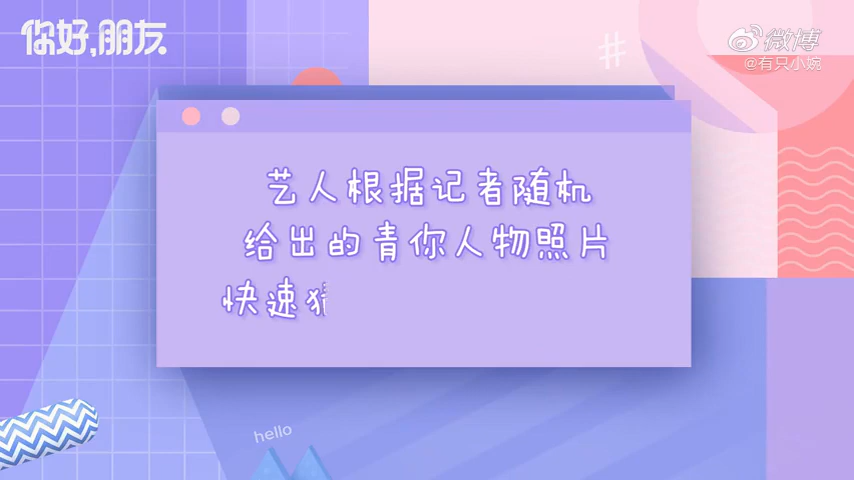 你好,朋友
微博
@有只小婉
#
艺人根据记者随机
给出的青你人物照片
快速
hello